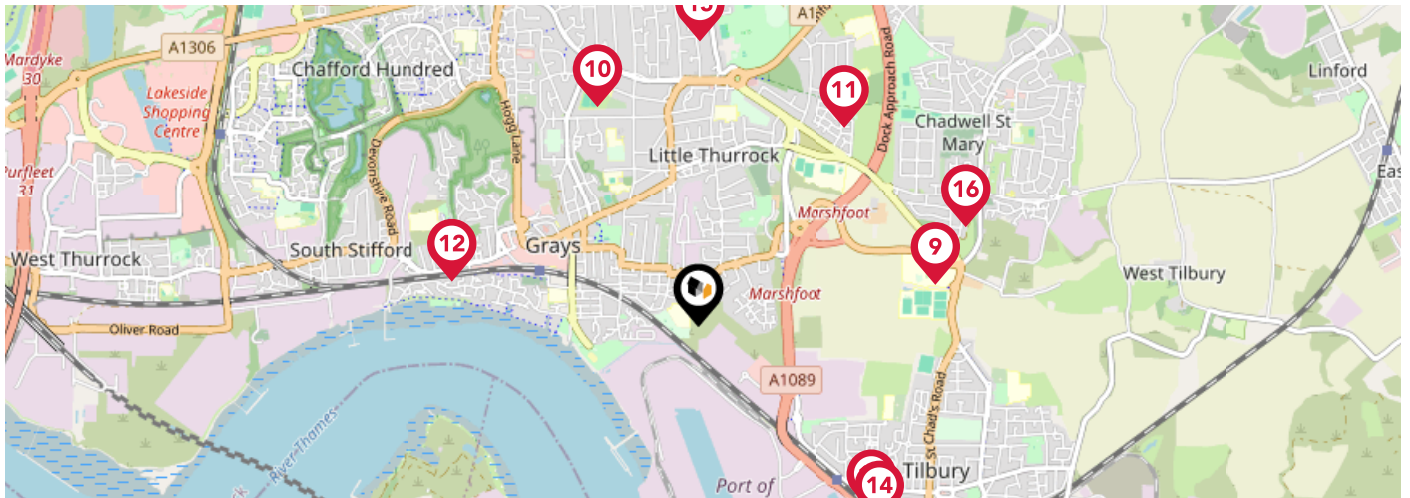 15
A1306
Mardyke
30
Chafford Hundred
10
11
Linford
Lakeside
Shopping
Centre
Hogg Lane
Dock Approach Road
Chadwell St
Mary
Little Thurrock
31
Devonshire Road
16
Marshfoot
12
9
South Stifford
Grays
West Thurrock
West Tilbury
Marshfoot
Oliver Road
A1089
St Chad's Road
River Thames
14
Tilbury
Port of